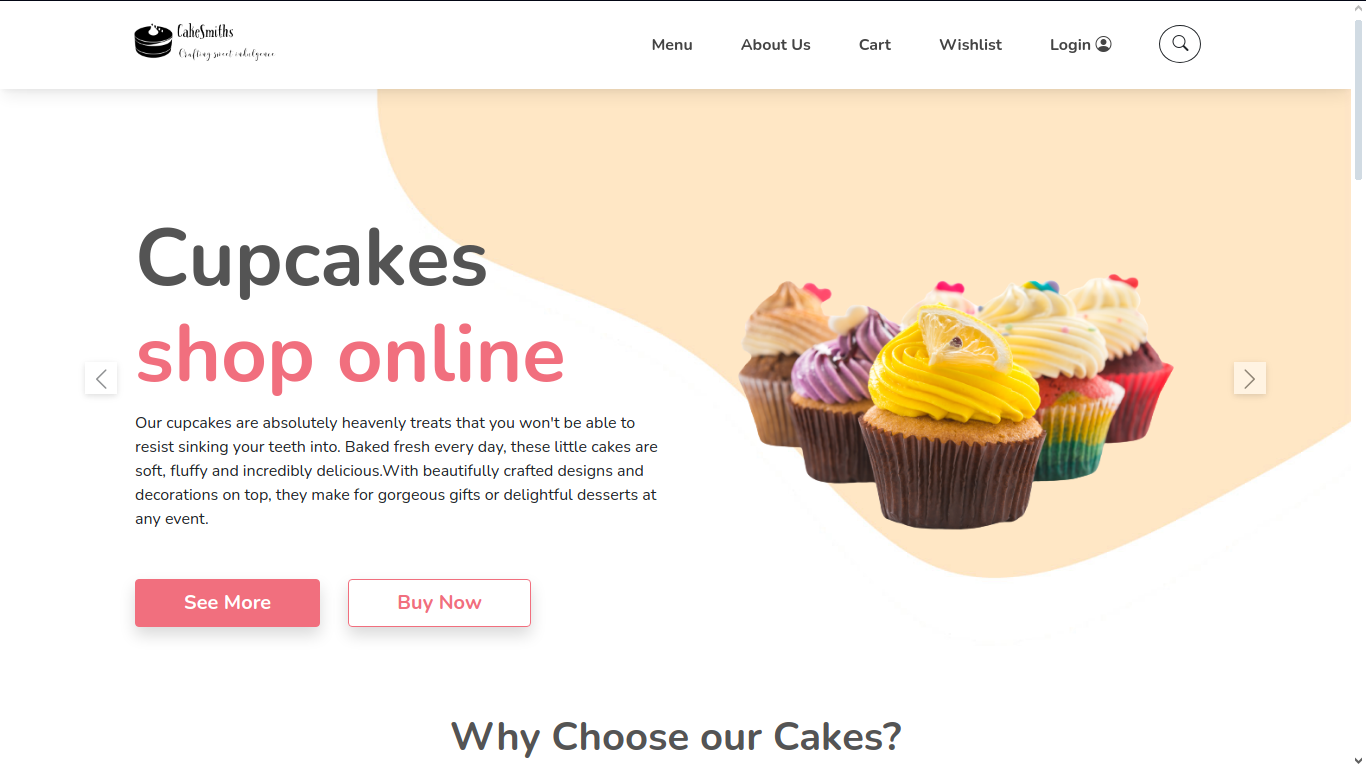 CakeSmiths
Crafting sweet indulgence
Menu
About Us
Cart
Wishlist
Login
Cupcakes
shop online
Our cupcakes are absolutely heavenly treats that you won't be able to
resist sinking your teeth into. Baked fresh every day, these little cakes are
soft, fluffy and incredibly delicious.With beautifully crafted designs and
decorations on top, they make for gorgeous gifts or delightful desserts at
any event.
See More
Buy Now
Why Choose our Cakes?